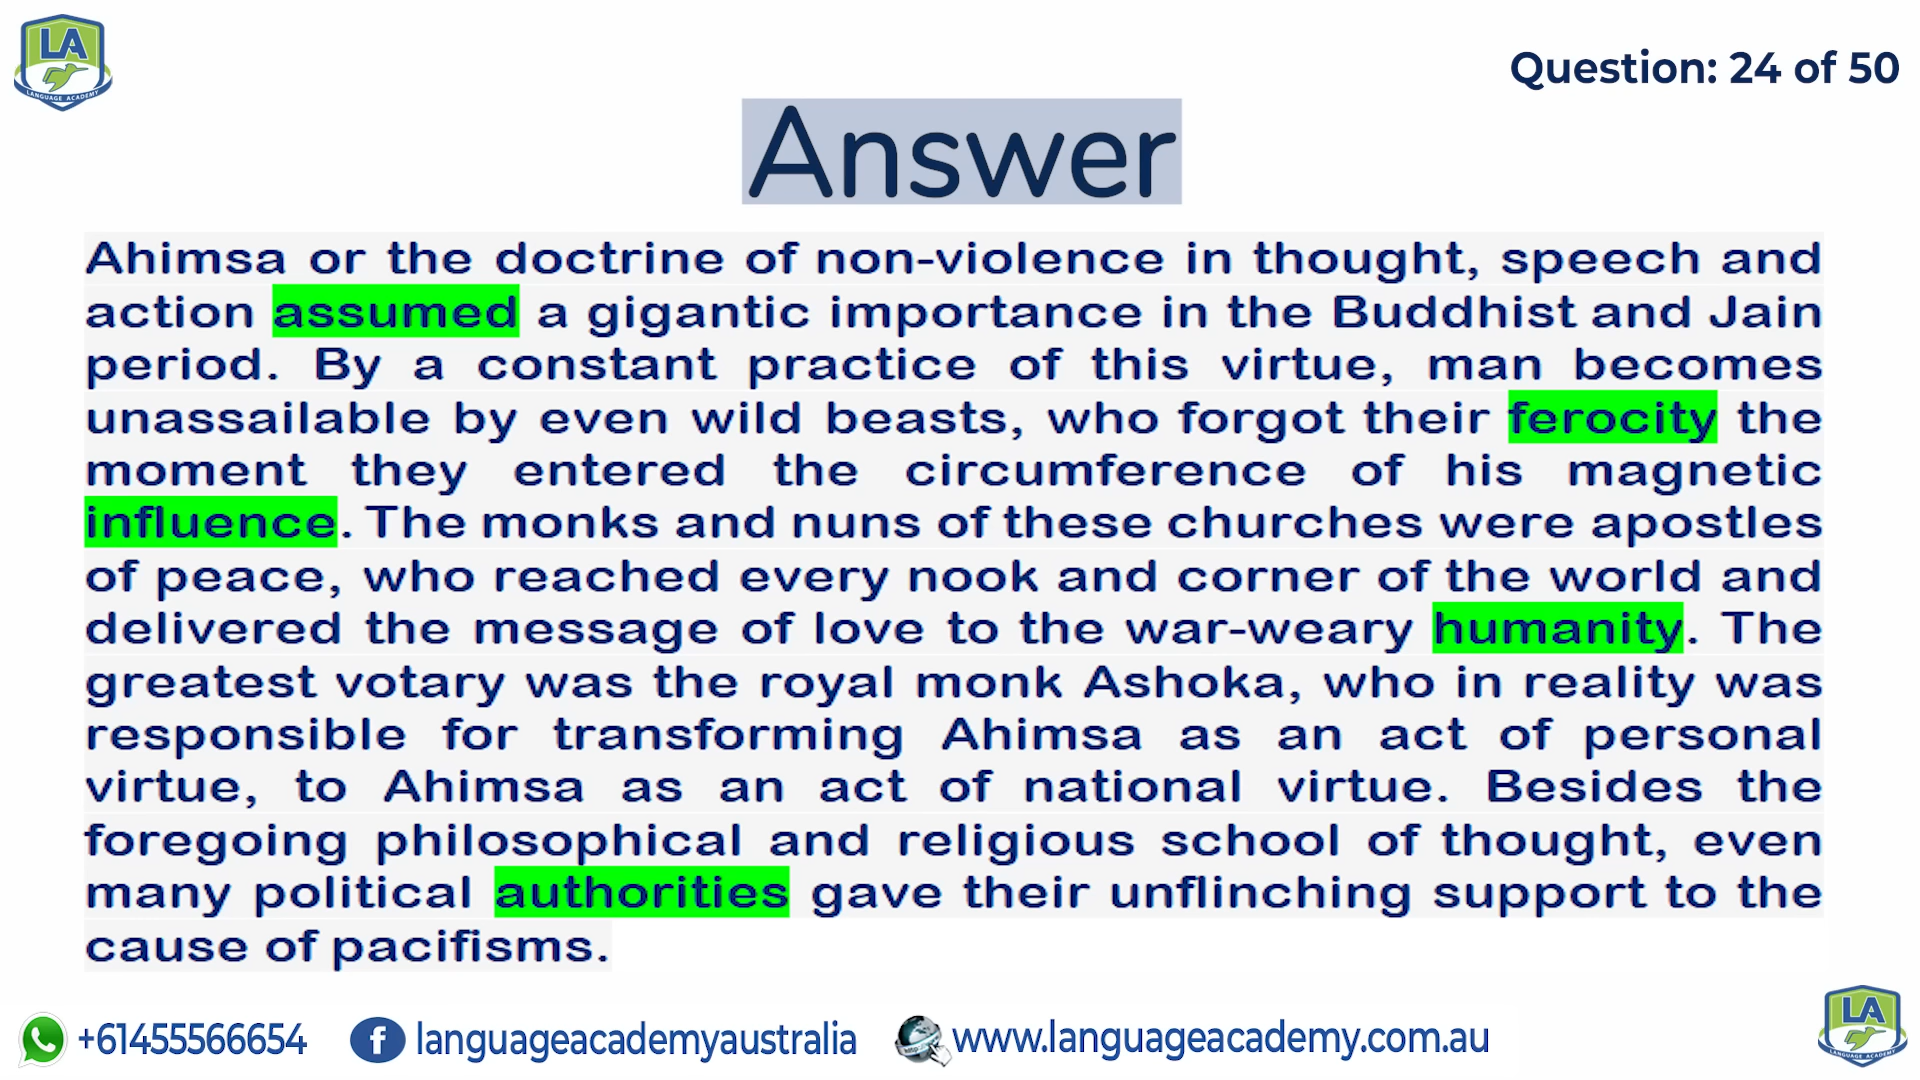 LA
LANGUAGE ACADEMY
Question: 24 of 50
Answer
Ahimsa or the doctrine of non-violence in thought, speech and
action assumed a gigantic importance in the Buddhist and Jain
period. By a constant practice of this virtue, man becomes
unassailable by even wild beasts, who forgot their ferocity the
moment they entered the circumference of his magnetic
influence. The monks and nuns of these churches were apostles
of peace, who reached every nook and corner of the world and
delivered the message of love to the war-weary humanity. The
greatest votary was the royal monk Ashoka, who in reality was
responsible for transforming Ahimsa as an act of personal
virtue, to Ahimsa as an act of national virtue. Besides the
foregoing philosophical and religious school of thought, even
many political authorities gave their unflinching support to the
cause of pacifisms.
+61455566654
f languageacademyaustralia
http://
www.languageacademy.com.au
LA
LANGUAGE ACADEMY